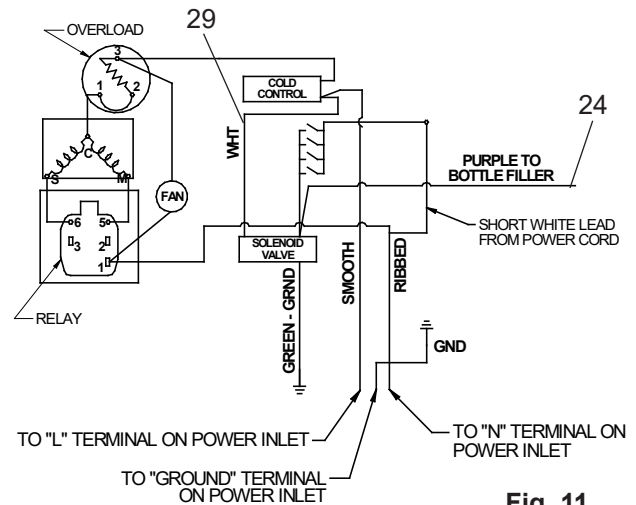 29
24
OVERLOAD
3
1
2
COLD
CONTROL
WHT
PURPLE TO
BOTTLE FILLER
C
S
M
FAN
6
5
3
2
1
SOLENOID
VALVE
SHORT WHITE LEAD
FROM POWER CORD
SMOOTH
RIBBED
GREEN - GRND
RELAY
GND
TO "L" TERMINAL ON POWER INLET
TO "N" TERMINAL ON
POWER INLET
TO "GROUND" TERMINAL
ON POWER INLET
Fig. 11